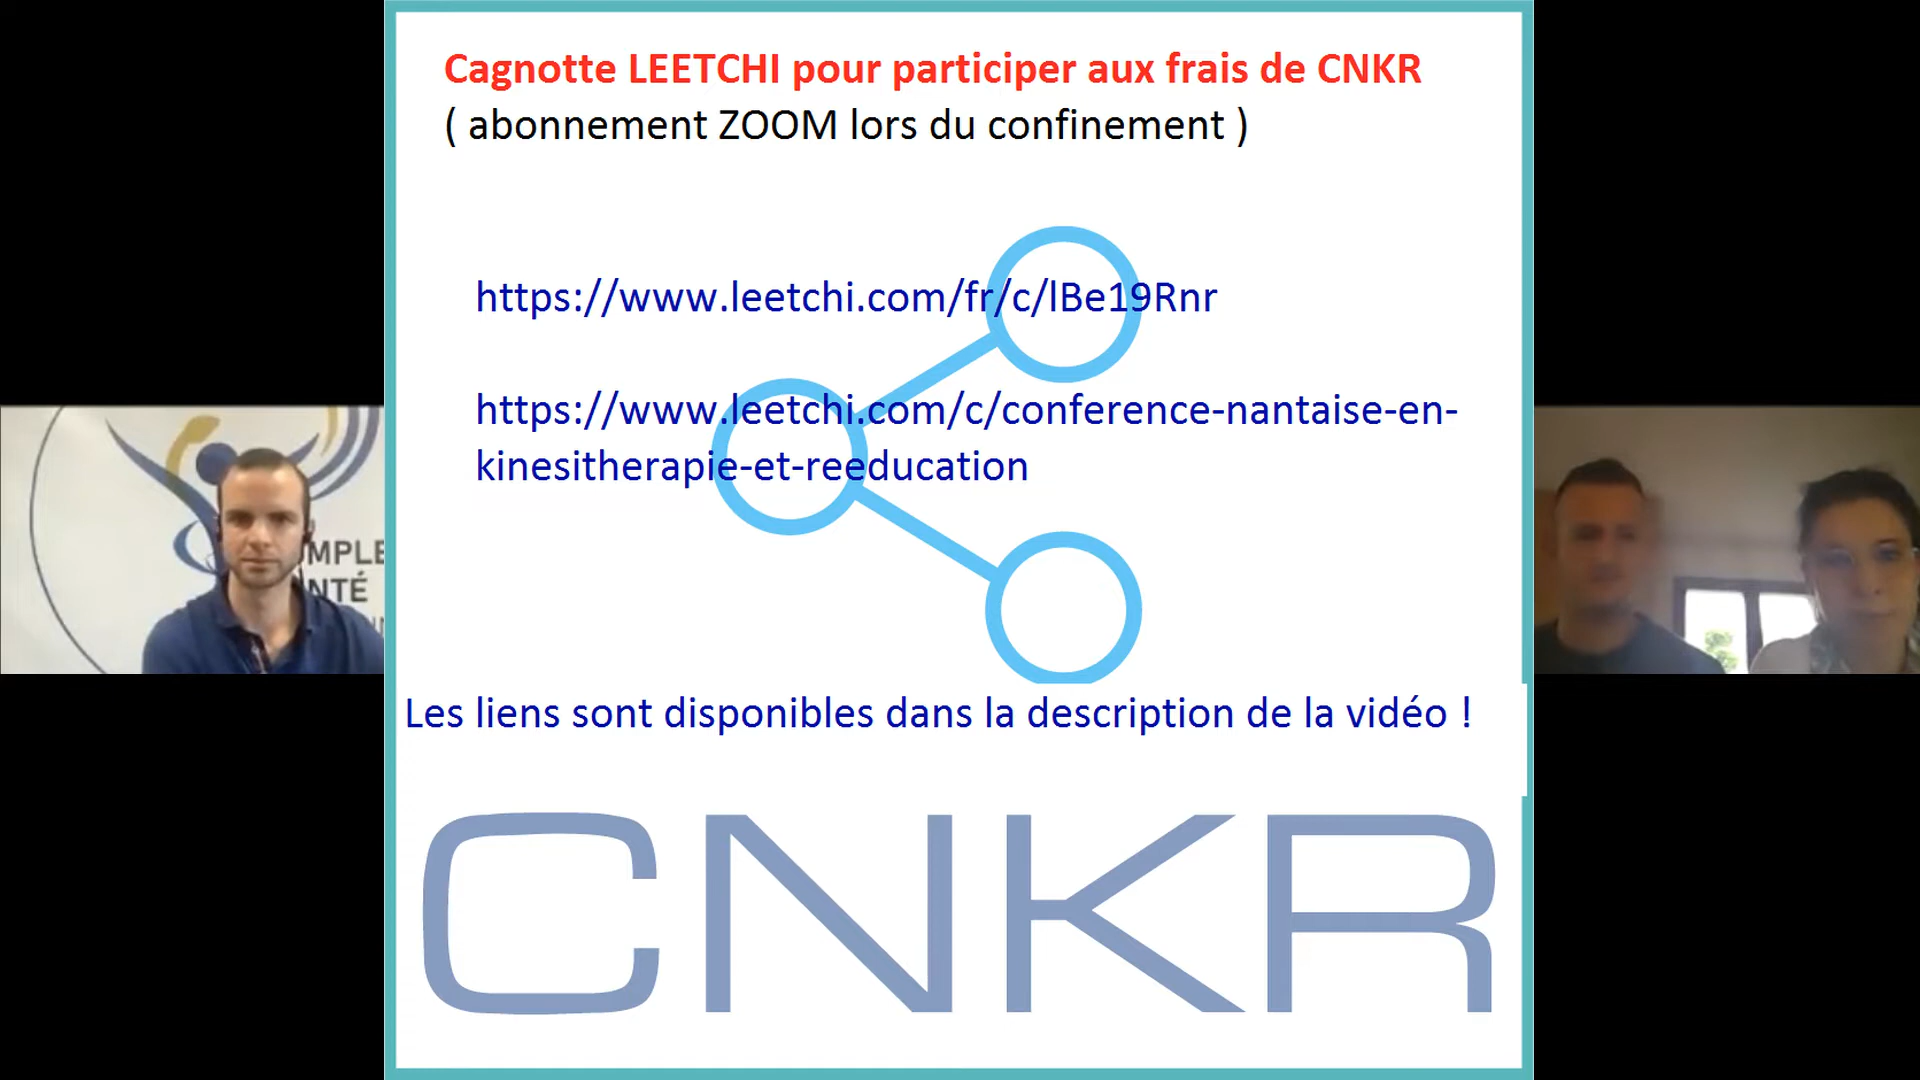 Cagnotte LEETCHI pour participer aux frais de CNKR
( abonnement ZOOM lors du confinement )
https://www.leetchi.com/fr/c/lBe19Rnr
https://www.leetchi.com/c/conference-nantaise-en-
kinesitherapie-et-reeducation
Les liens sont disponibles dans la description de la vidéo !
CNKR